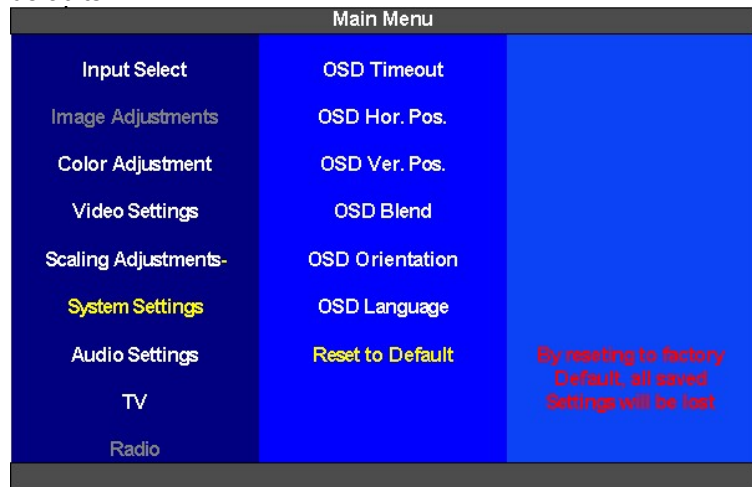 Main Menu
Input Select
Image Adjustments
Color Adjustment
Video Settings
Scaling Adjustments-
System Settings
Audio Settings
TV
Radio
OSD Timeout
OSD Hor. Pos.
OSD Ver. Pos.
OSD Blend
OSD Orientation
OSD Language
Reset to Default
By reseting to factory
Default, all saved
Settings will be lost